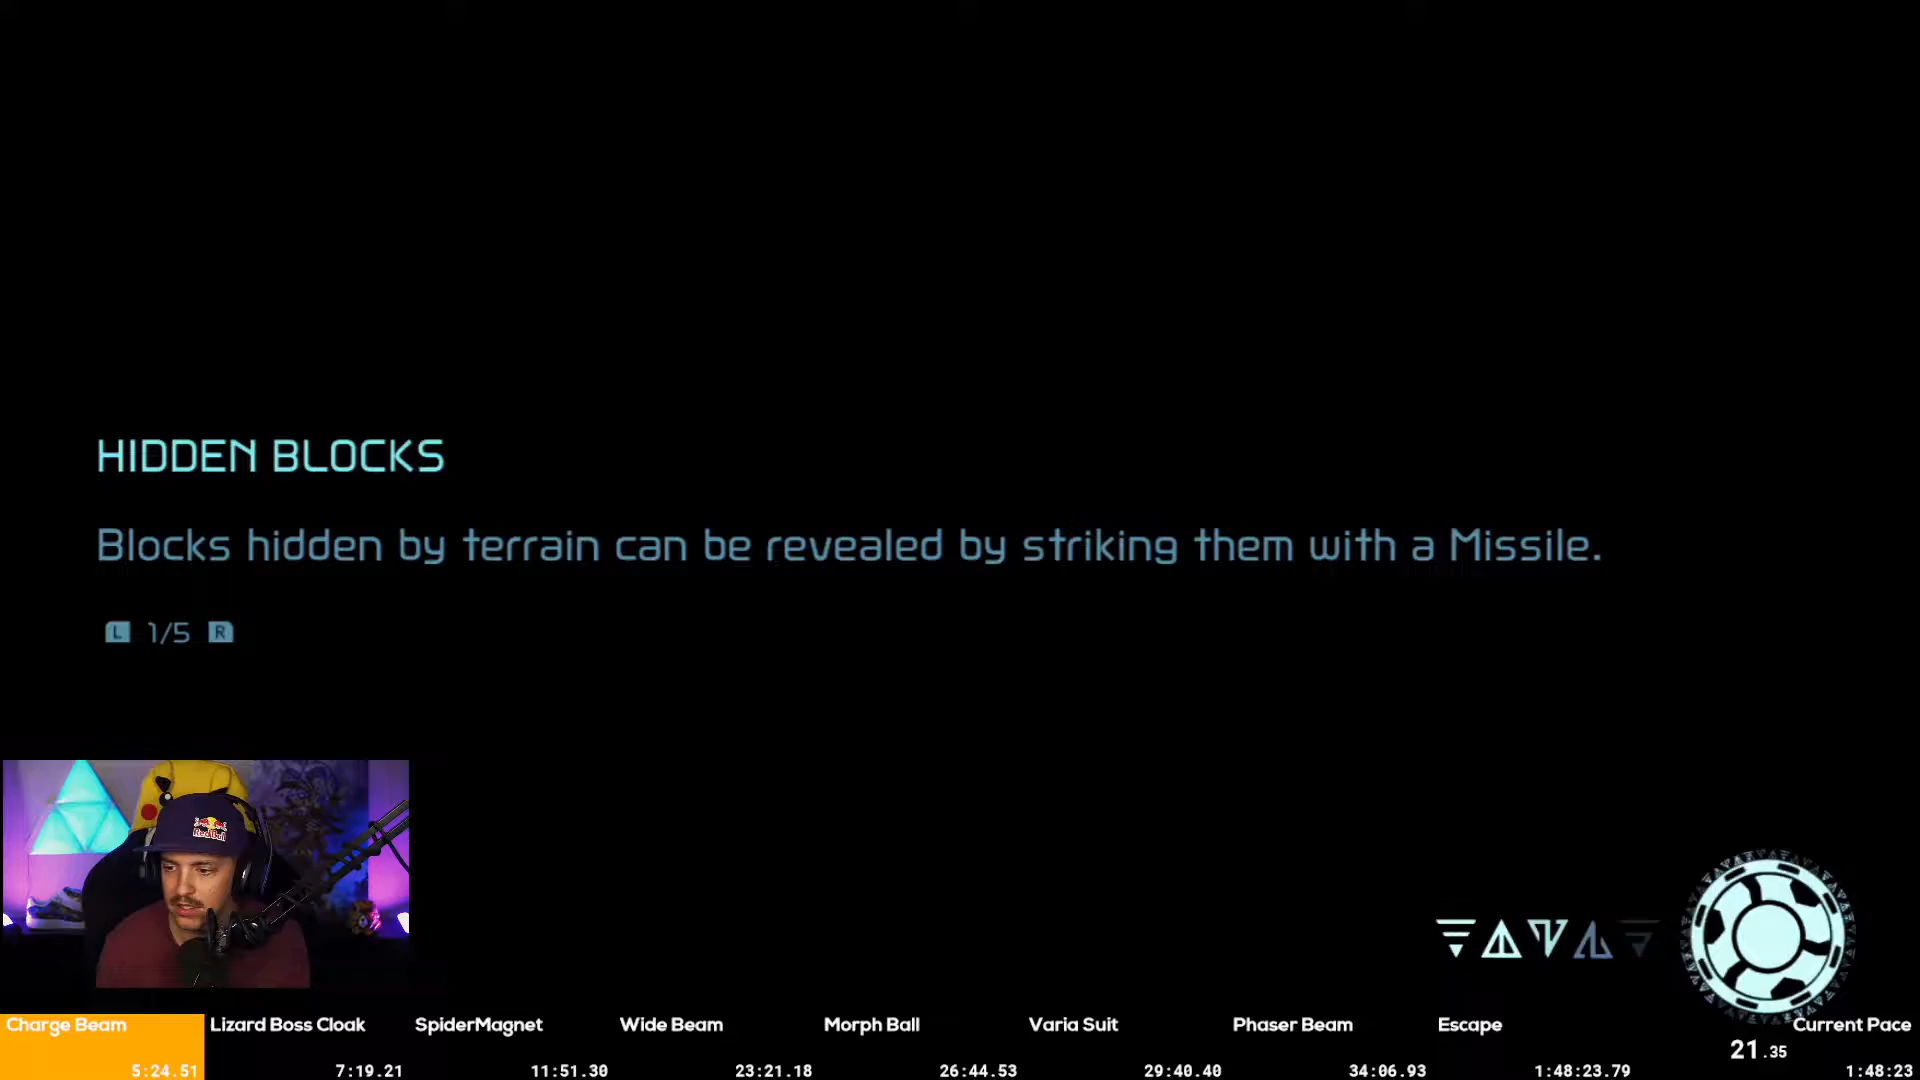 HIDDEN BLOCKS
Blocks hidden by terrain can be revealed by striking them with a Missile.
L 1/5 R
Red Bull
Charge Beam Lizard Boss Cloak SpiderMagnet Wide Beam Morph Ball Varia Suit Phaser Beam Escape Current Pace
21.35
5:24.51 7:19.21 11:51.30 23:21.18 26:44.53 29:40.40 34:06.93 1:48:23.79 1:48:23